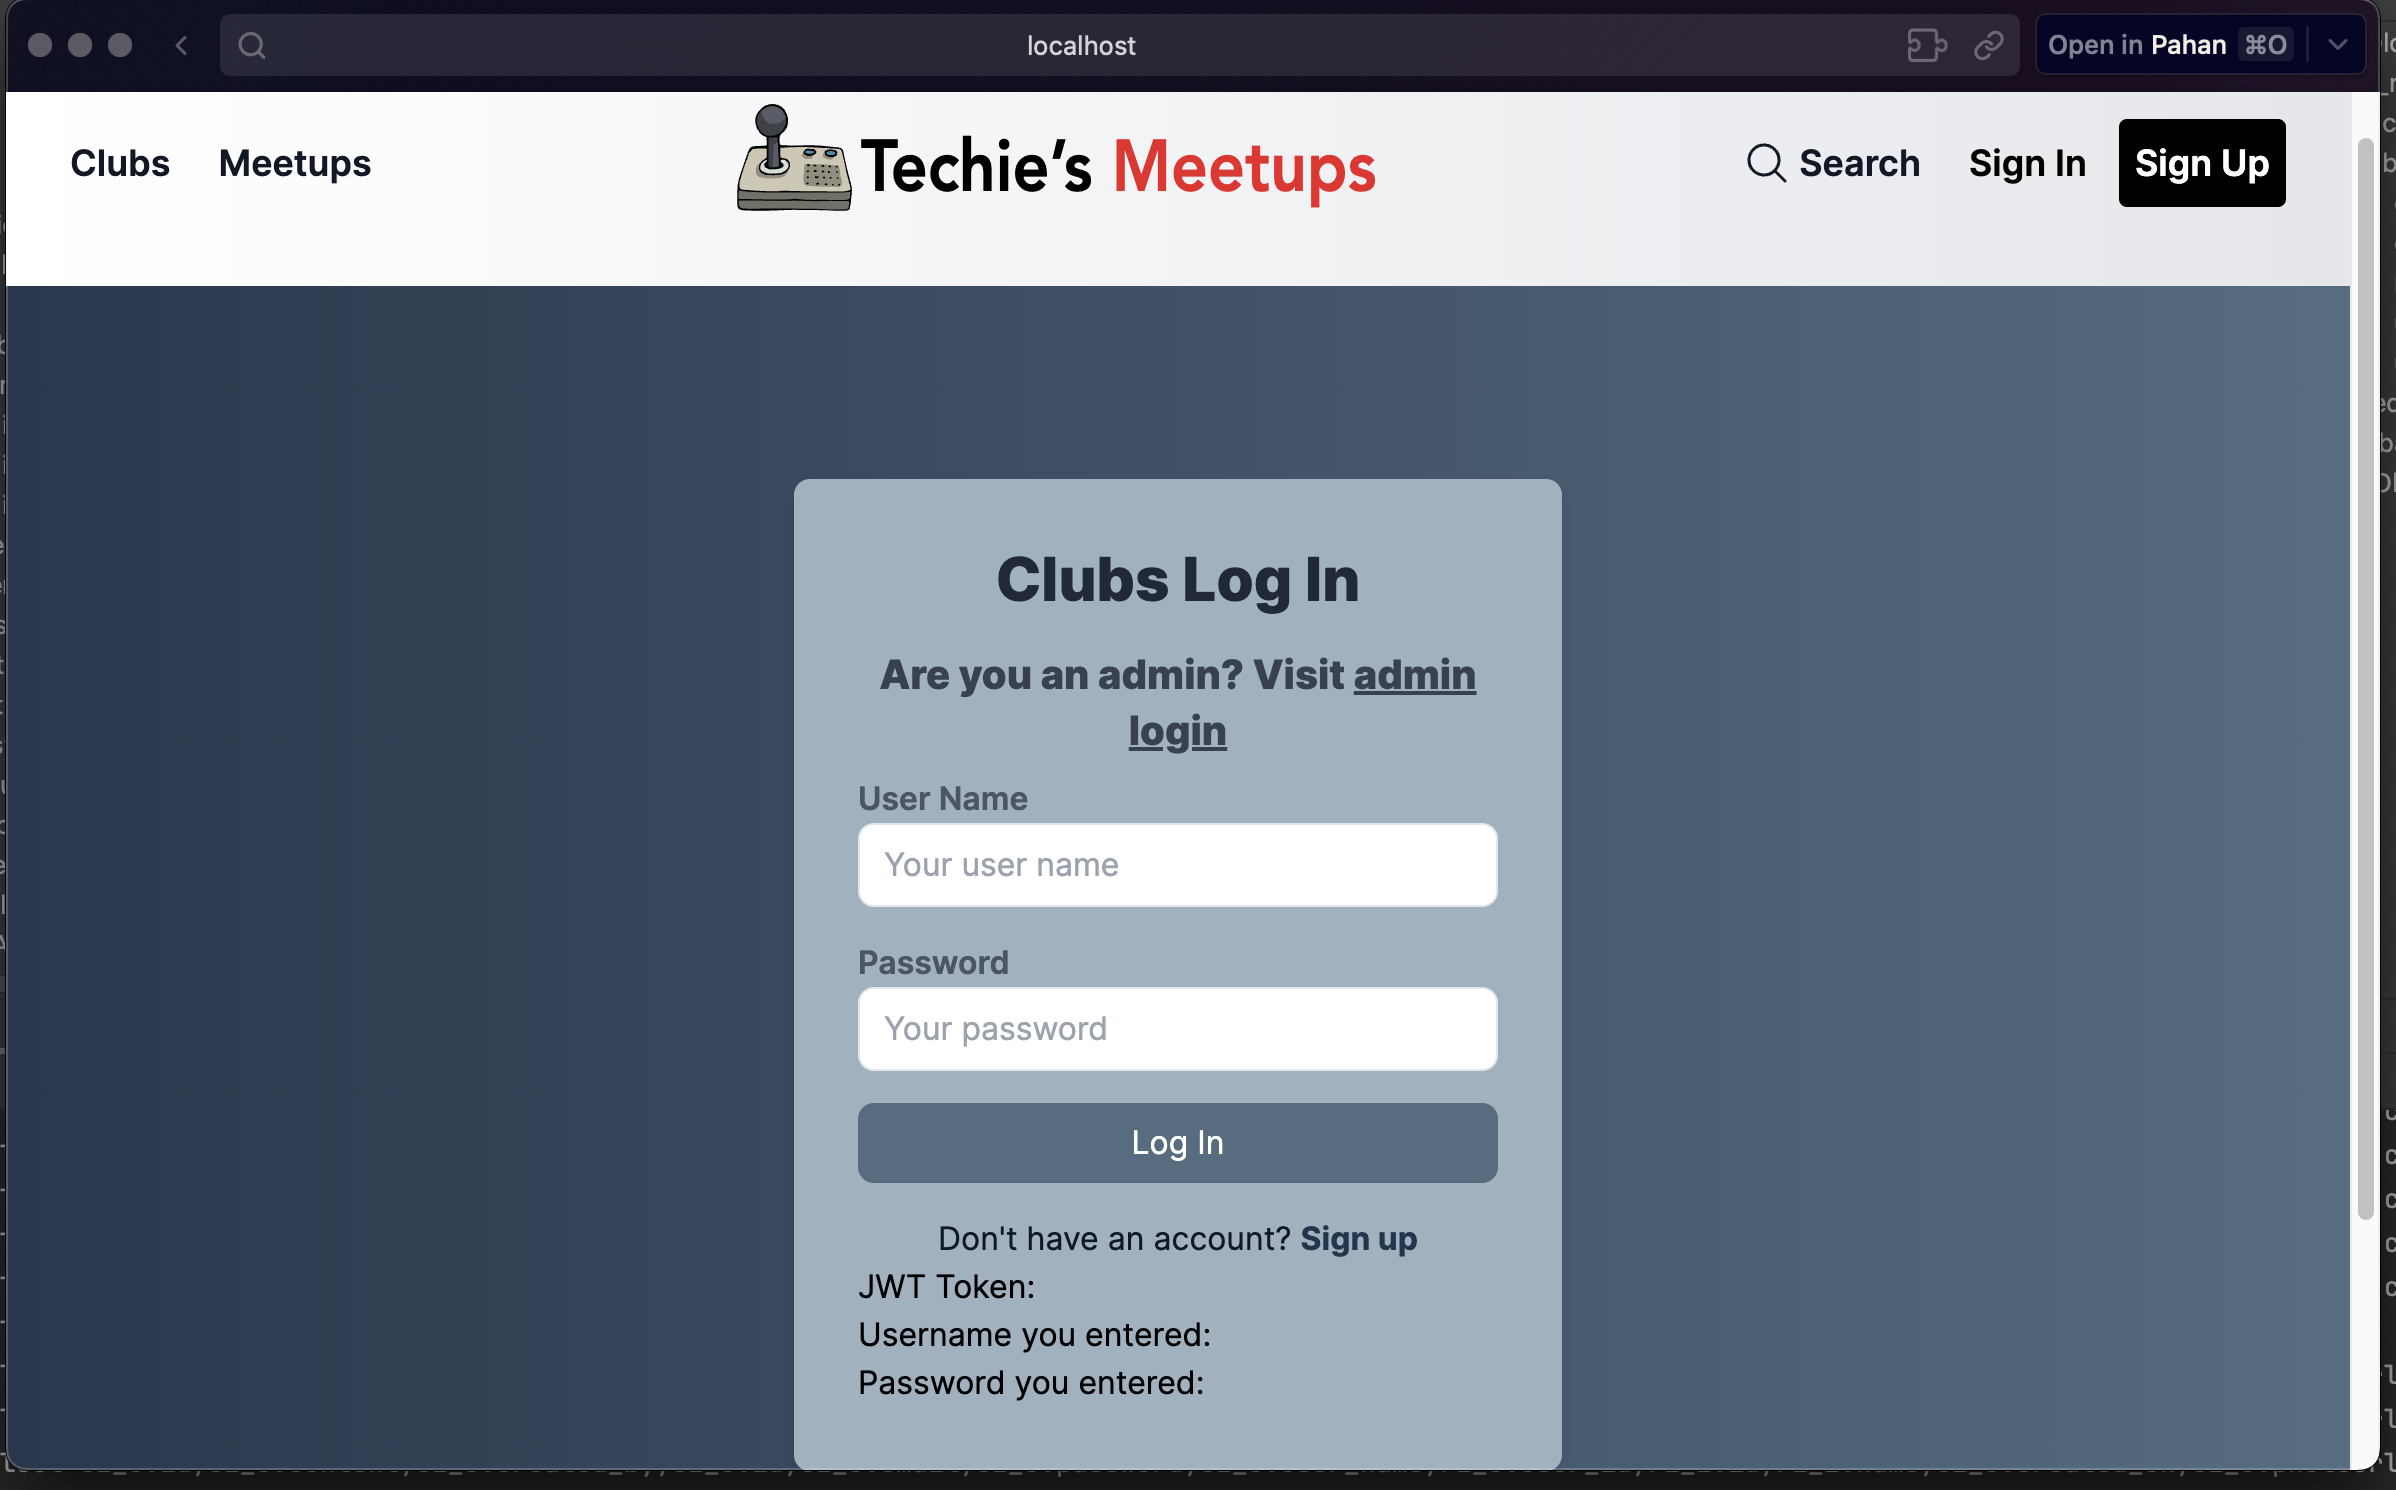 localhost
Open in Pahan ⌘O
Clubs Meetups Techie's Meetups Search Sign In Sign Up
Clubs Log In
Are you an admin? Visit admin
login
User Name
Your user name
Password
Your password
Log In
Don't have an account? Sign up
JWT Token:
Username you entered:
Password you entered: